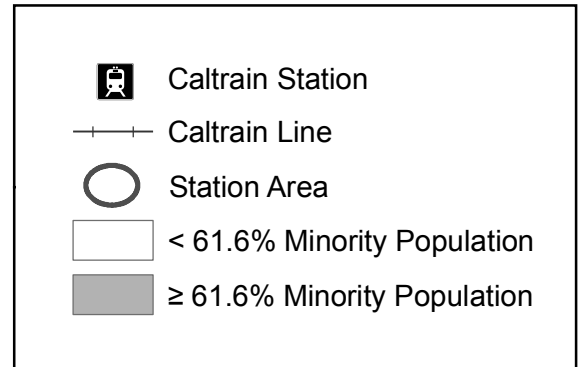 Caltrain Station
Caltrain Line
Station Area
< 61.6% Minority Population
≥ 61.6% Minority Population